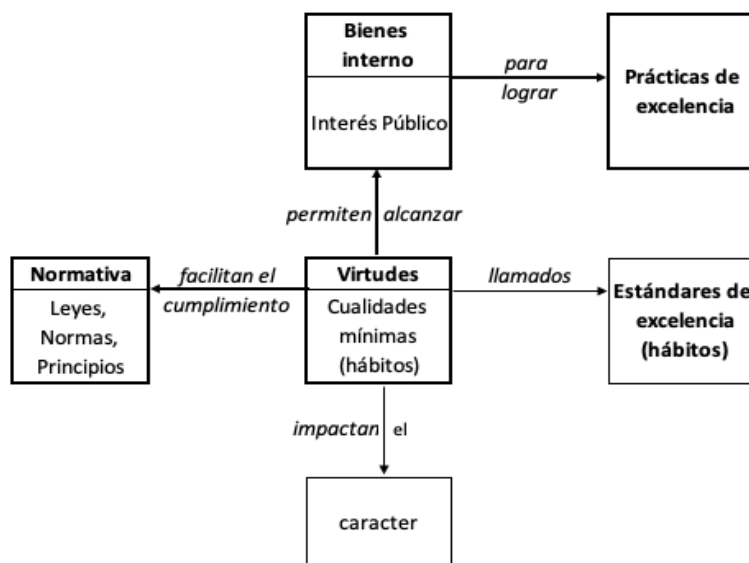 Bienes
interno
Interés Público
para
lograr
Prácticas de
excelencia
permiten alcanzar
Normativa
Leyes,
Normas,
Principios
facilitan el
cumplimiento
Virtudes
Cualidades
mínimas
(hábitos)
llamados
Estándares de
excelencia
(hábitos)
impactan el
caracter